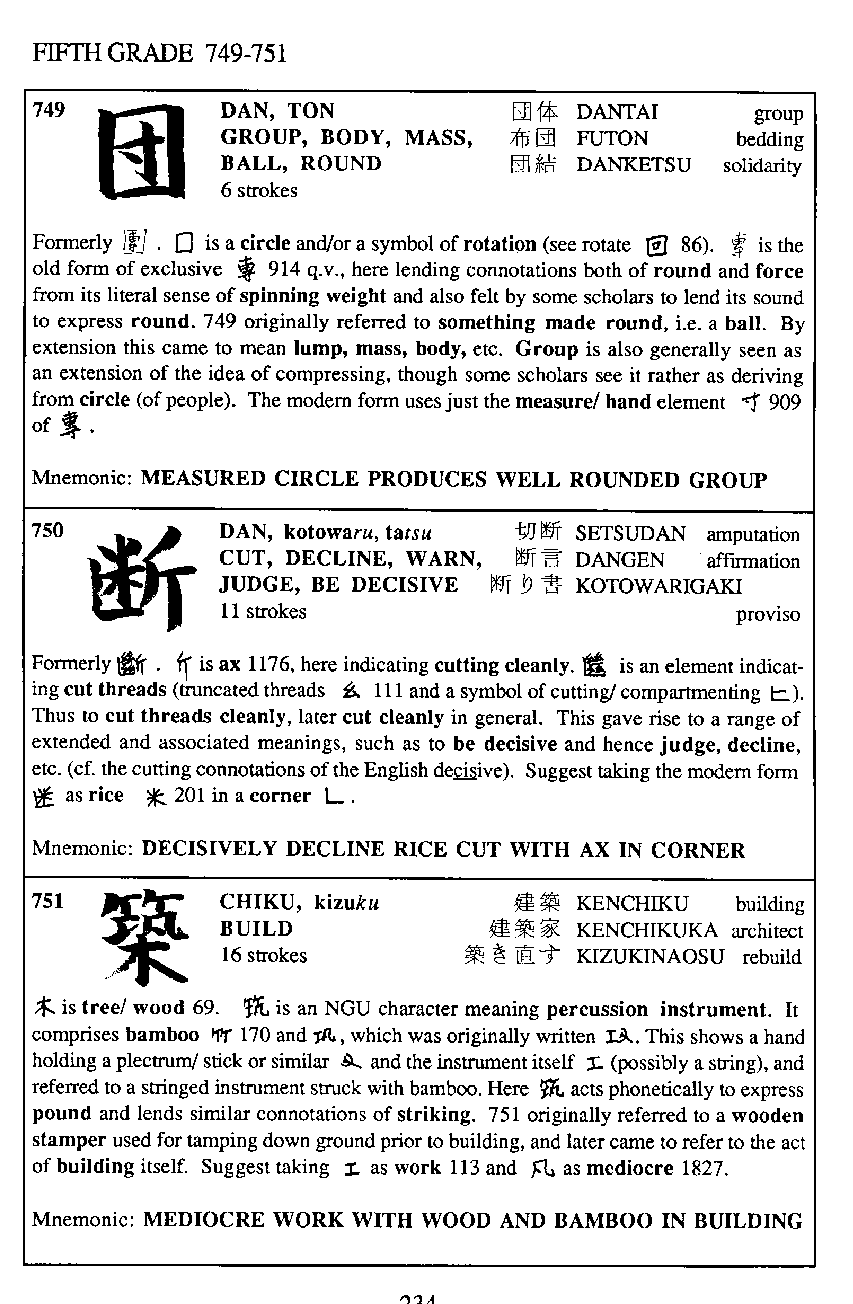 FIFTH GRADE 749-751
749 団 DAN, TON 団体 DANTAI group
GROUP, BODY, MASS, 布団 FUTON bedding
BALL, ROUND 団結 DANKETSU solidarity
6 strokes
Formerly 團 . 囗 is a circle and/or a symbol of rotation (see rotate 回 86). 專 is the
old form of exclusive 専 914 q.v., here lending connotations both of round and force
from its literal sense of spinning weight and also felt by some scholars to lend its sound
to express round. 749 originally referred to something made round, i.e. a ball. By
extension this came to mean lump, mass, body, etc. Group is also generally seen as
an extension of the idea of compressing, though some scholars see it rather as deriving
from circle (of people). The modern form uses just the measure/ hand element 寸 909
of 專 .
Mnemonic: MEASURED CIRCLE PRODUCES WELL ROUNDED GROUP
750 断 DAN, kotowaru, tatsu 切断 SETSUDAN amputation
CUT, DECLINE, WARN, 断言 DANGEN affirmation
JUDGE, BE DECISIVE 断り書 KOTOWARIGAKI
11 strokes proviso
Formerly 斷 . 斤 is ax 1176, here indicating cutting cleanly. is an element indicat-
ing cut threads (truncated threads 幺 111 and a symbol of cutting/ compartmenting ).
Thus to cut threads cleanly, later cut cleanly in general. This gave rise to a range of
extended and associated meanings, such as to be decisive and hence judge, decline,
etc. (cf. the cutting connotations of the English decisive). Suggest taking the modern form
as rice 米 201 in a corner ∟ .
Mnemonic: DECISIVELY DECLINE RICE CUT WITH AX IN CORNER
751 築 CHIKU, kizuku 建築 KENCHIKU building
BUILD 建築家 KENCHIKUKA architect
16 strokes 築き直す KIZUKINAOSU rebuild
木 is tree/ wood 69. 筑 is an NGU character meaning percussion instrument. It
comprises bamboo 竹 170 and 巩 , which was originally written . This shows a hand
holding a plectrum/ stick or similar and the instrument itself 工 (possibly a string), and
referred to a stringed instrument struck with bamboo. Here 筑 acts phonetically to express
pound and lends similar connotations of striking. 751 originally referred to a wooden
stamper used for tamping down ground prior to building, and later came to refer to the act
of building itself. Suggest taking 工 as work 113 and 凡 as mediocre 1827.
Mnemonic: MEDIOCRE WORK WITH WOOD AND BAMBOO IN BUILDING
234